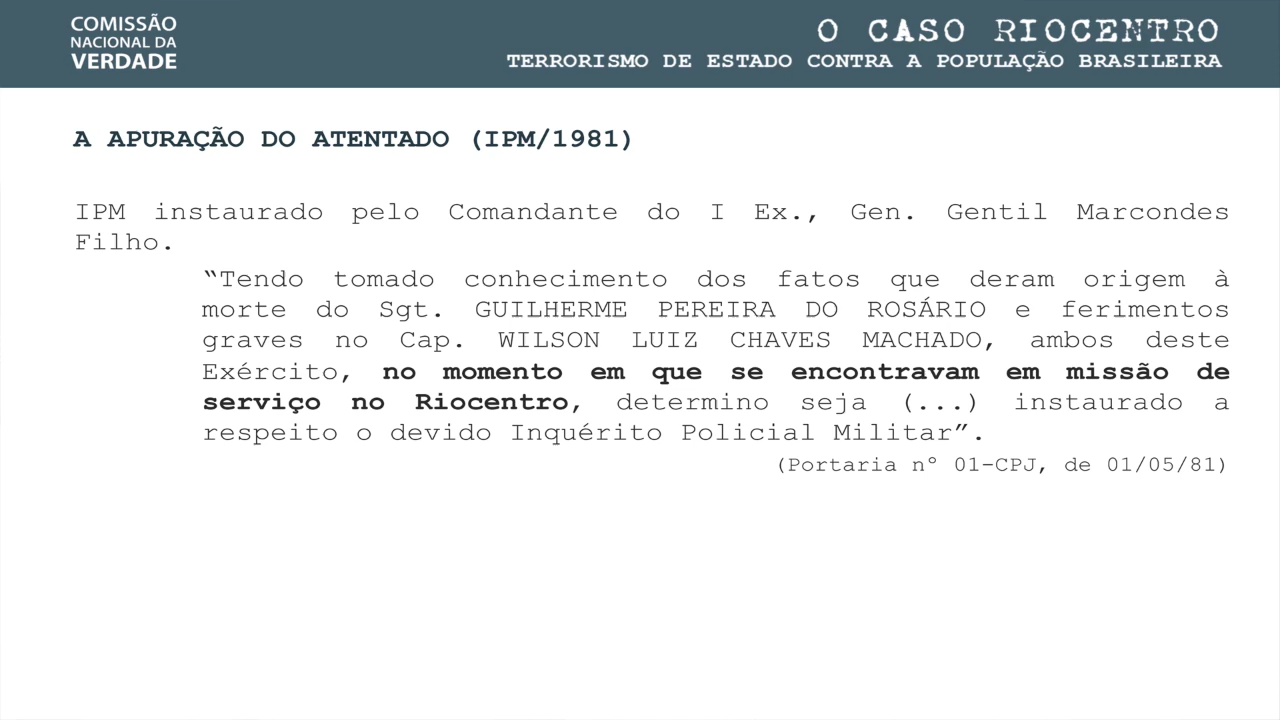 COMISSÃO
NACIONAL DA
VERDADE
O CASO RIOCENTRO
TERRORISMO DE ESTADO CONTRA A POPULAÇÃO BRASILEIRA
A APURAÇÃO DO ATENTADO (IPM/1981)
IPM instaurado pelo Comandante do I Ex., Gen. Gentil Marcondes
Filho.
“Tendo tomado conhecimento dos fatos que deram origem à
morte do Sgt. GUILHERME PEREIRA DO ROSÁRIO e ferimentos
graves no Cap. WILSON LUIZ CHAVES MACHADO, ambos deste
Exército, no momento em que se encontravam em missão de
serviço no Riocentro, determino seja (...) instaurado a
respeito o devido Inquérito Policial Militar”.
(Portaria nº 01-CPJ, de 01/05/81)